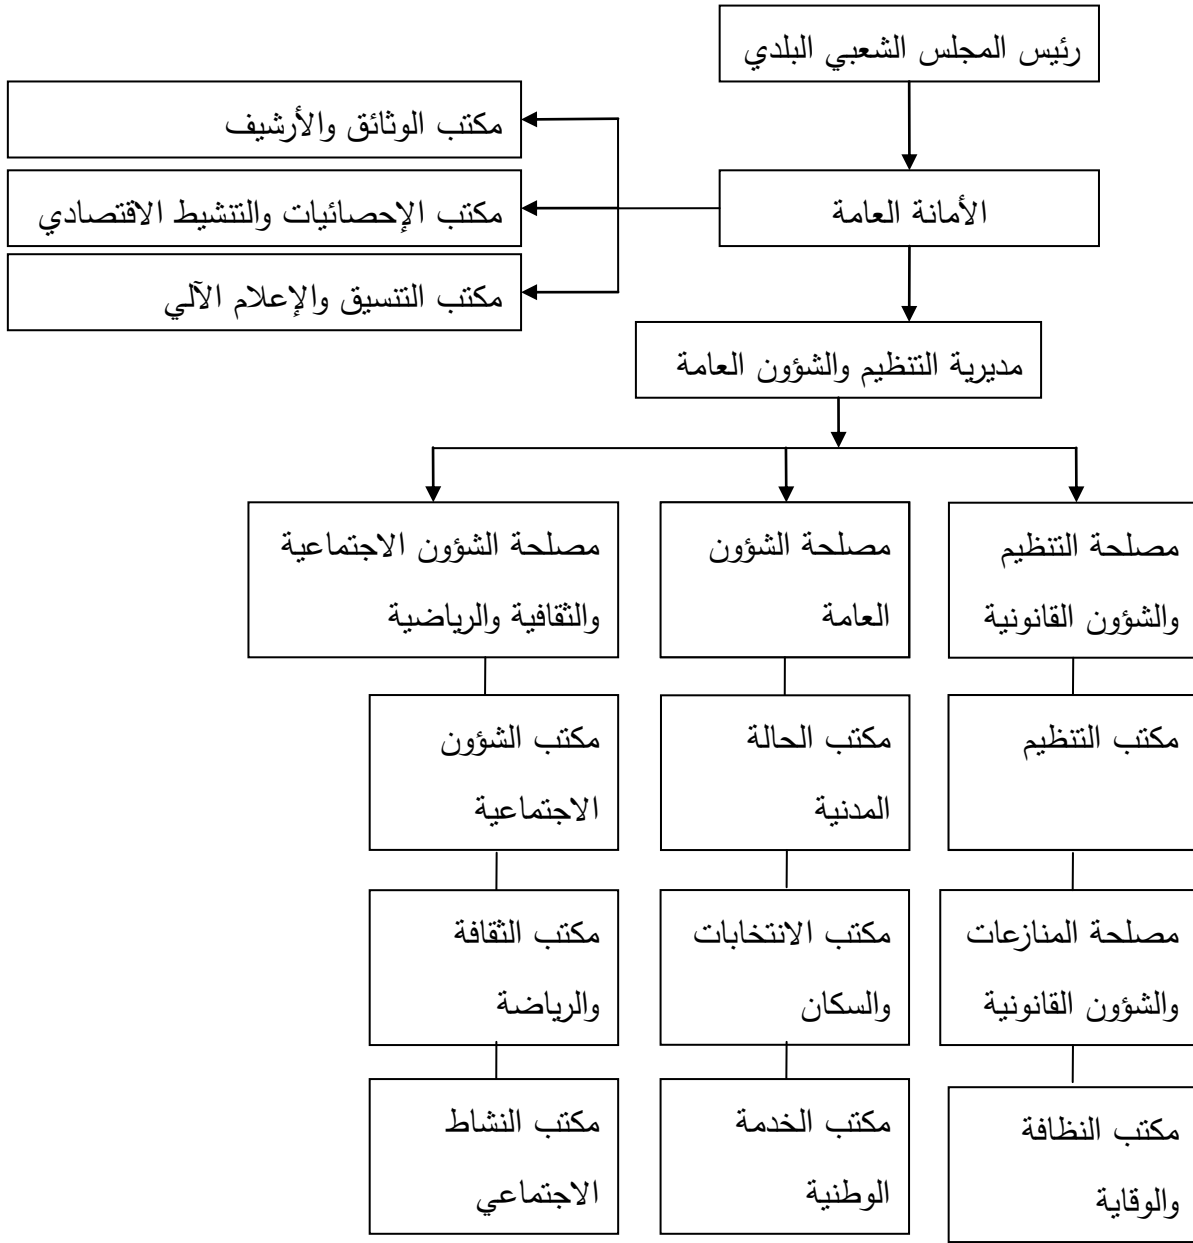 رئيس المجلس الشعبي البلدي
مكتب الوثائق والأرشيف
الأمانة العامة
مكتب الإحصائيات والتنشيط الاقتصادي
مكتب التنسيق والإعلام الآلي
مديرية التنظيم والشؤون العامة
مصلحة التنظيم
والشؤون القانونية
مصلحة الشؤون
العامة
مصلحة الشؤون الاجتماعية
والثقافية والرياضية
مكتب التنظيم
مكتب الحالة
المدنية
مكتب الشؤون
الاجتماعية
مصلحة المنازعات
والشؤون القانونية
مكتب الانتخابات
والسكان
مكتب الثقافة
والرياضة
مكتب النظافة
والوقاية
مكتب الخدمة
الوطنية
مكتب النشاط
الاجتماعي